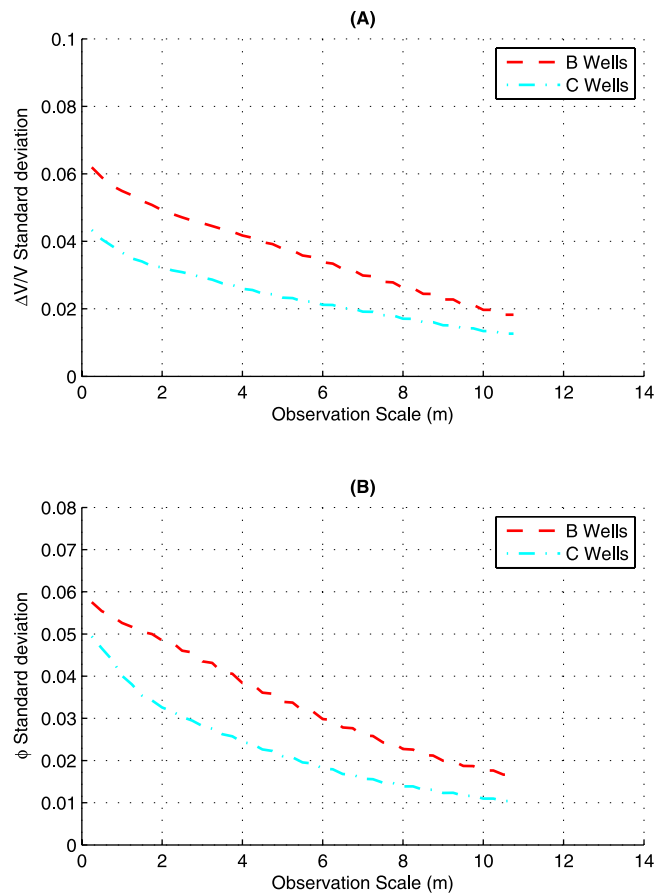 (A)
0.1
0.08
0.06
0.04
0.02
0
ΔV/V Standard deviation
B Wells
C Wells
0 2 4 6 8 10 12 14
Observation Scale (m)
(B)
0.08
0.07
0.06
0.05
0.04
0.03
0.02
0.01
0
ϕ Standard deviation
B Wells
C Wells
0 2 4 6 8 10 12 14
Observation Scale (m)